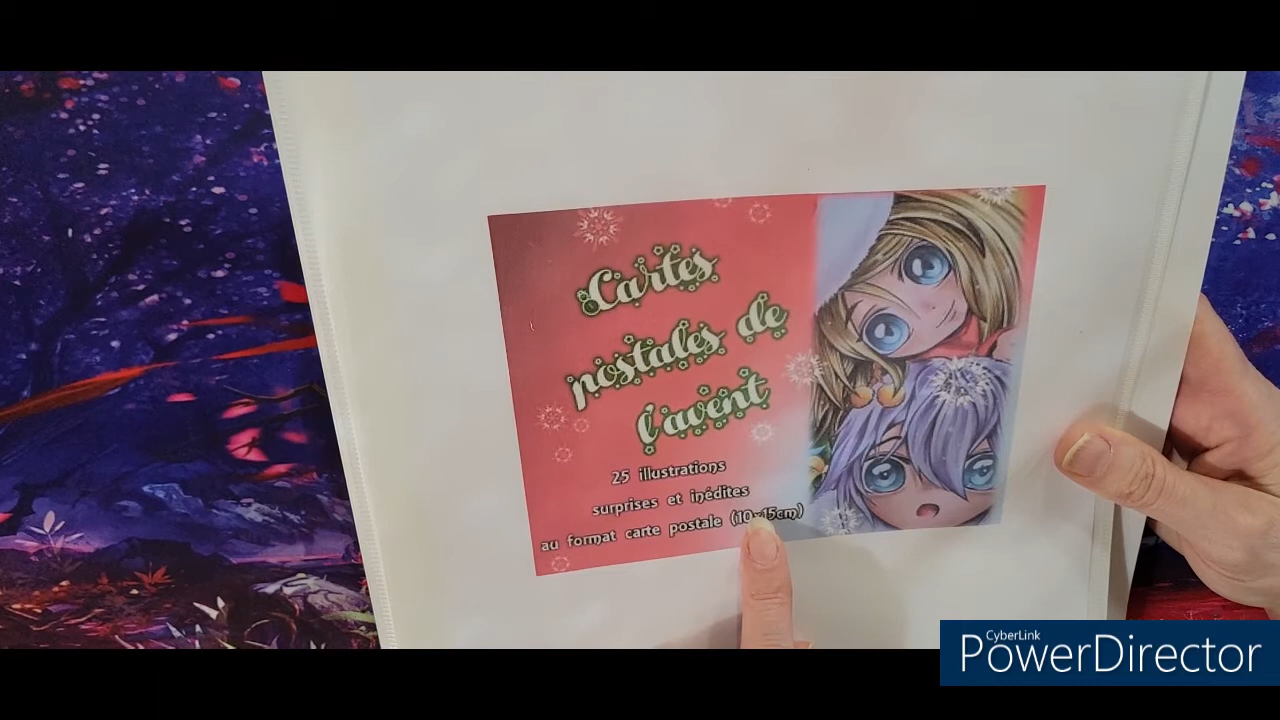 Cartes
postales de
l'avent
25 illustrations
surprises et inédites
au format carte postale (10x15cm)
CyberLink
PowerDirector